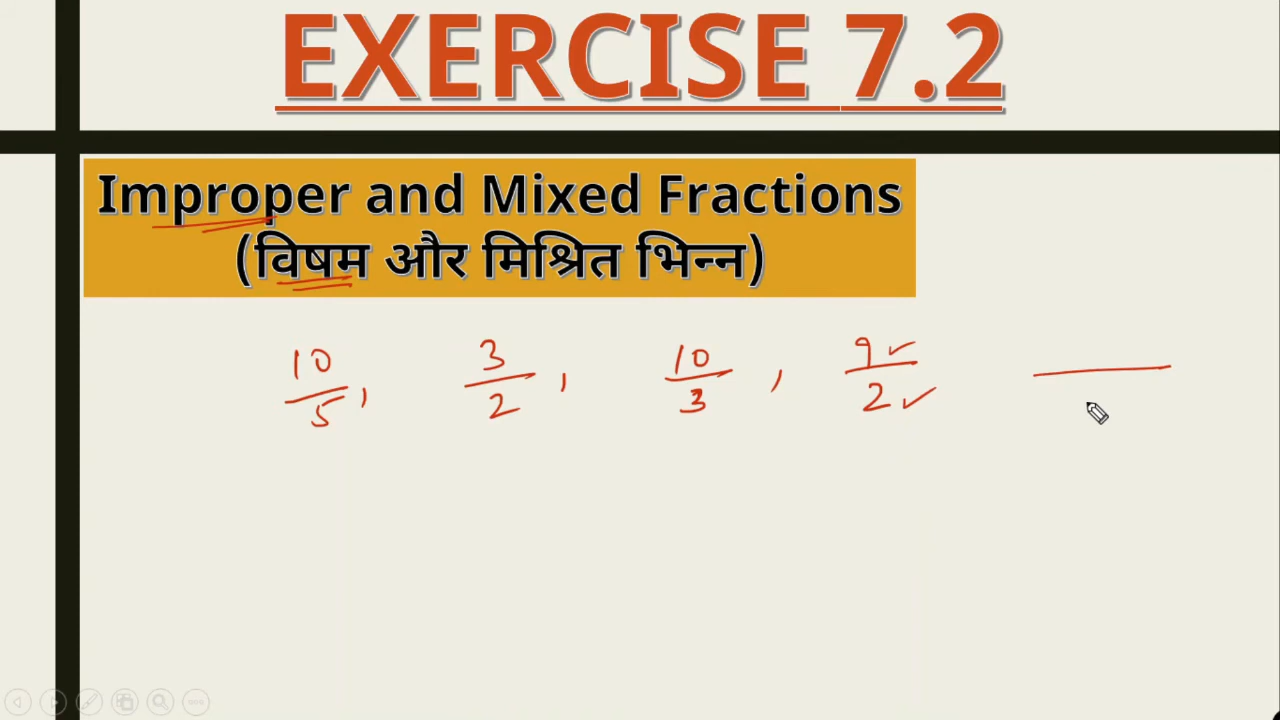 EXERCISE 7.2
Improper and Mixed Fractions
(विषम और मिश्रित भिन्न)
10/5, 3/2, 10/3, 9/2